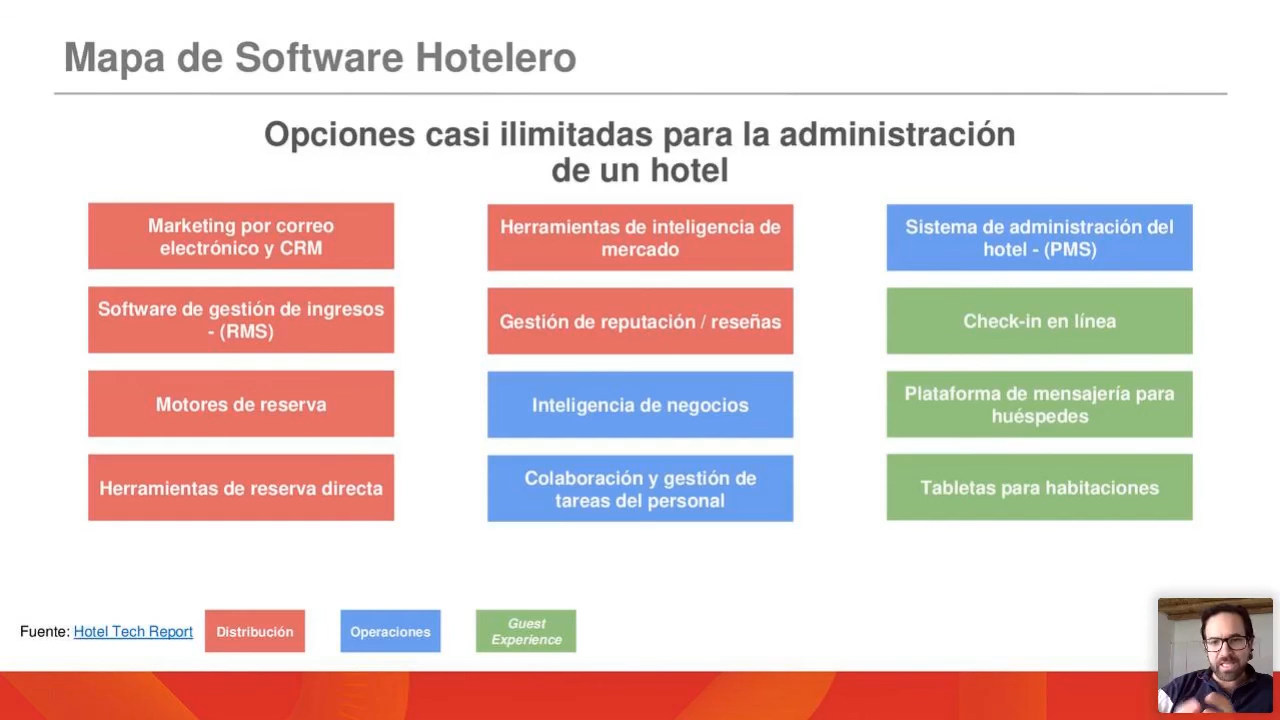 Mapa de Software Hotelero
Opciones casi ilimitadas para la administración
de un hotel
Marketing por correo
electrónico y CRM
Software de gestión de ingresos
- (RMS)
Motores de reserva
Herramientas de reserva directa
Herramientas de inteligencia de
mercado
Gestión de reputación / reseñas
Inteligencia de negocios
Colaboración y gestión de
tareas del personal
Sistema de administración del
hotel - (PMS)
Check-in en línea
Plataforma de mensajería para
huéspedes
Tabletas para habitaciones
Fuente: Hotel Tech Report
Distribución
Operaciones
Guest
Experience